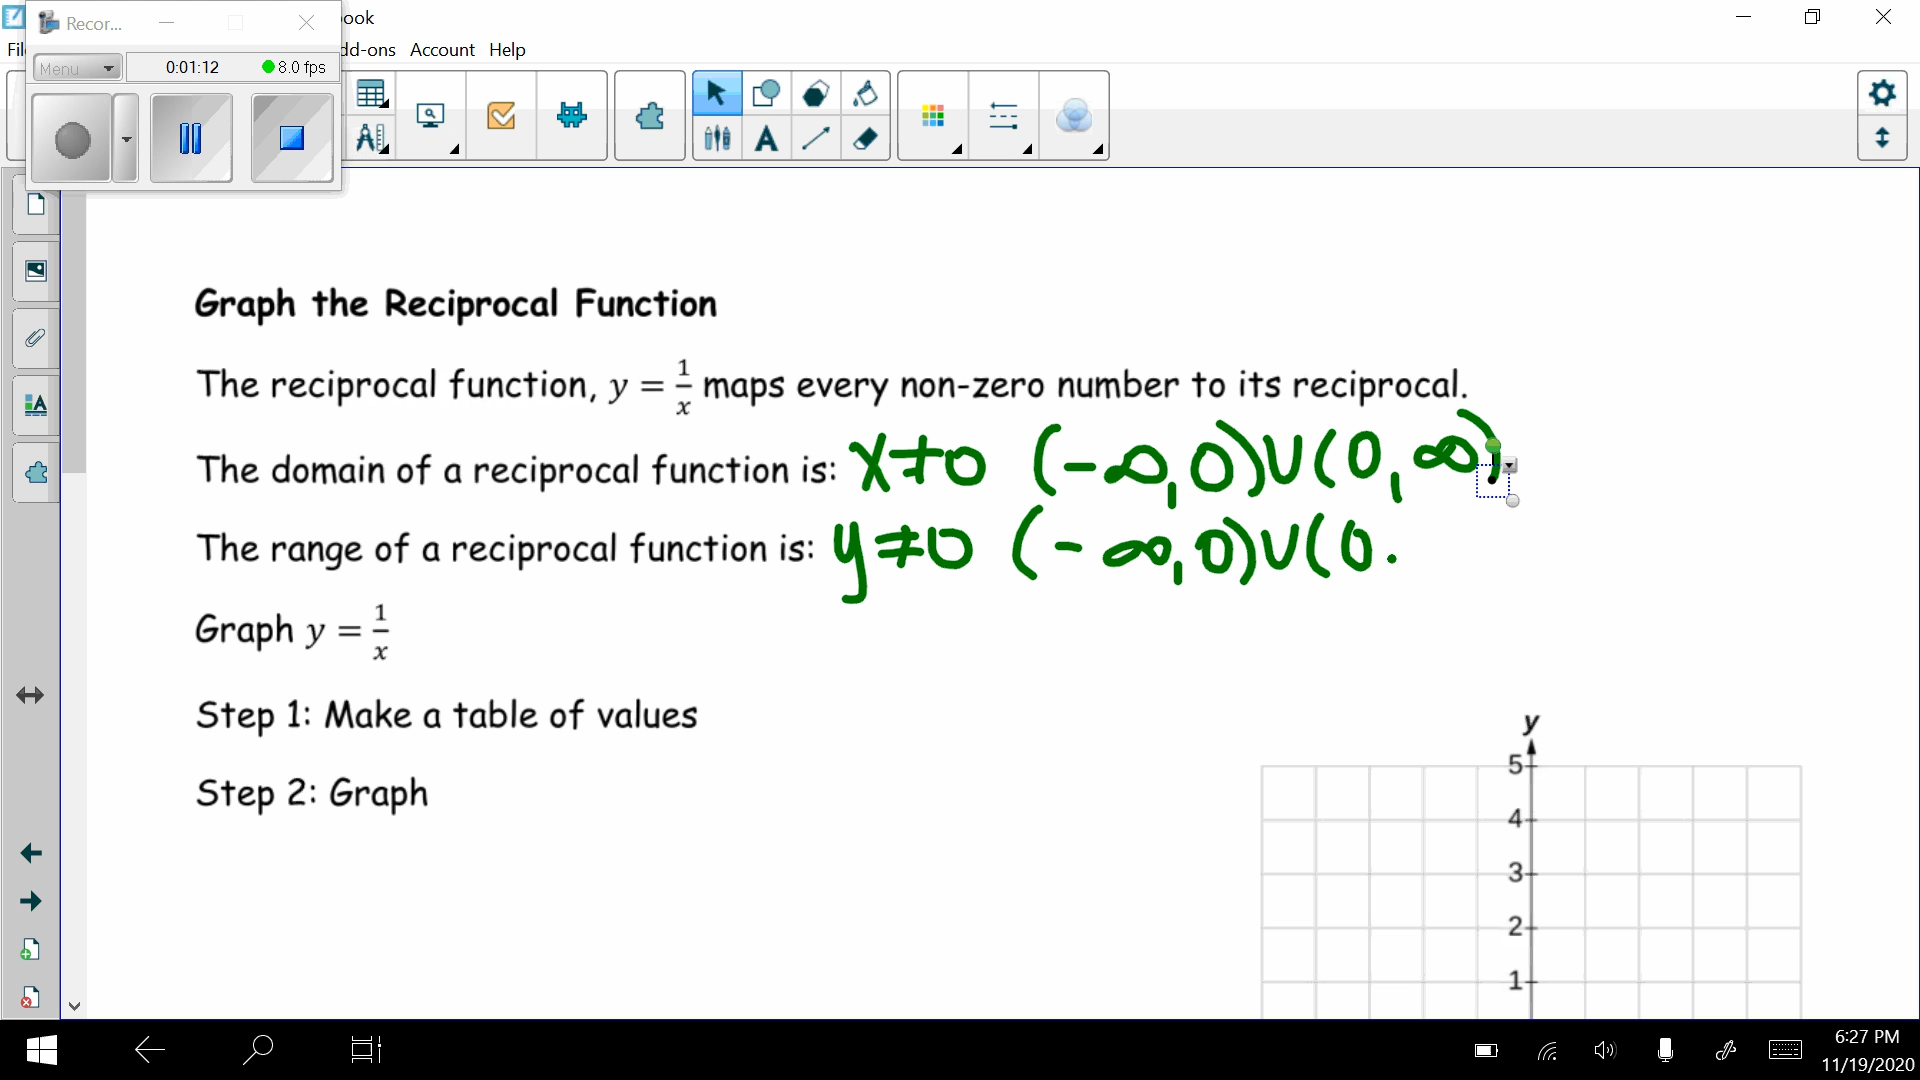 Recor...
book
Menu 0:01:12 8.0 fps
dd-ons Account Help
Graph the Reciprocal Function
The reciprocal function, y = 1/x maps every non-zero number to its reciprocal.
The domain of a reciprocal function is: x≠0 (-∞,0)∪(0,∞)
The range of a reciprocal function is: y≠0 (-∞,0)∪(0.
Graph y = 1/x
Step 1: Make a table of values
Step 2: Graph
y
5
4
3
2
1
6:27 PM
11/19/2020